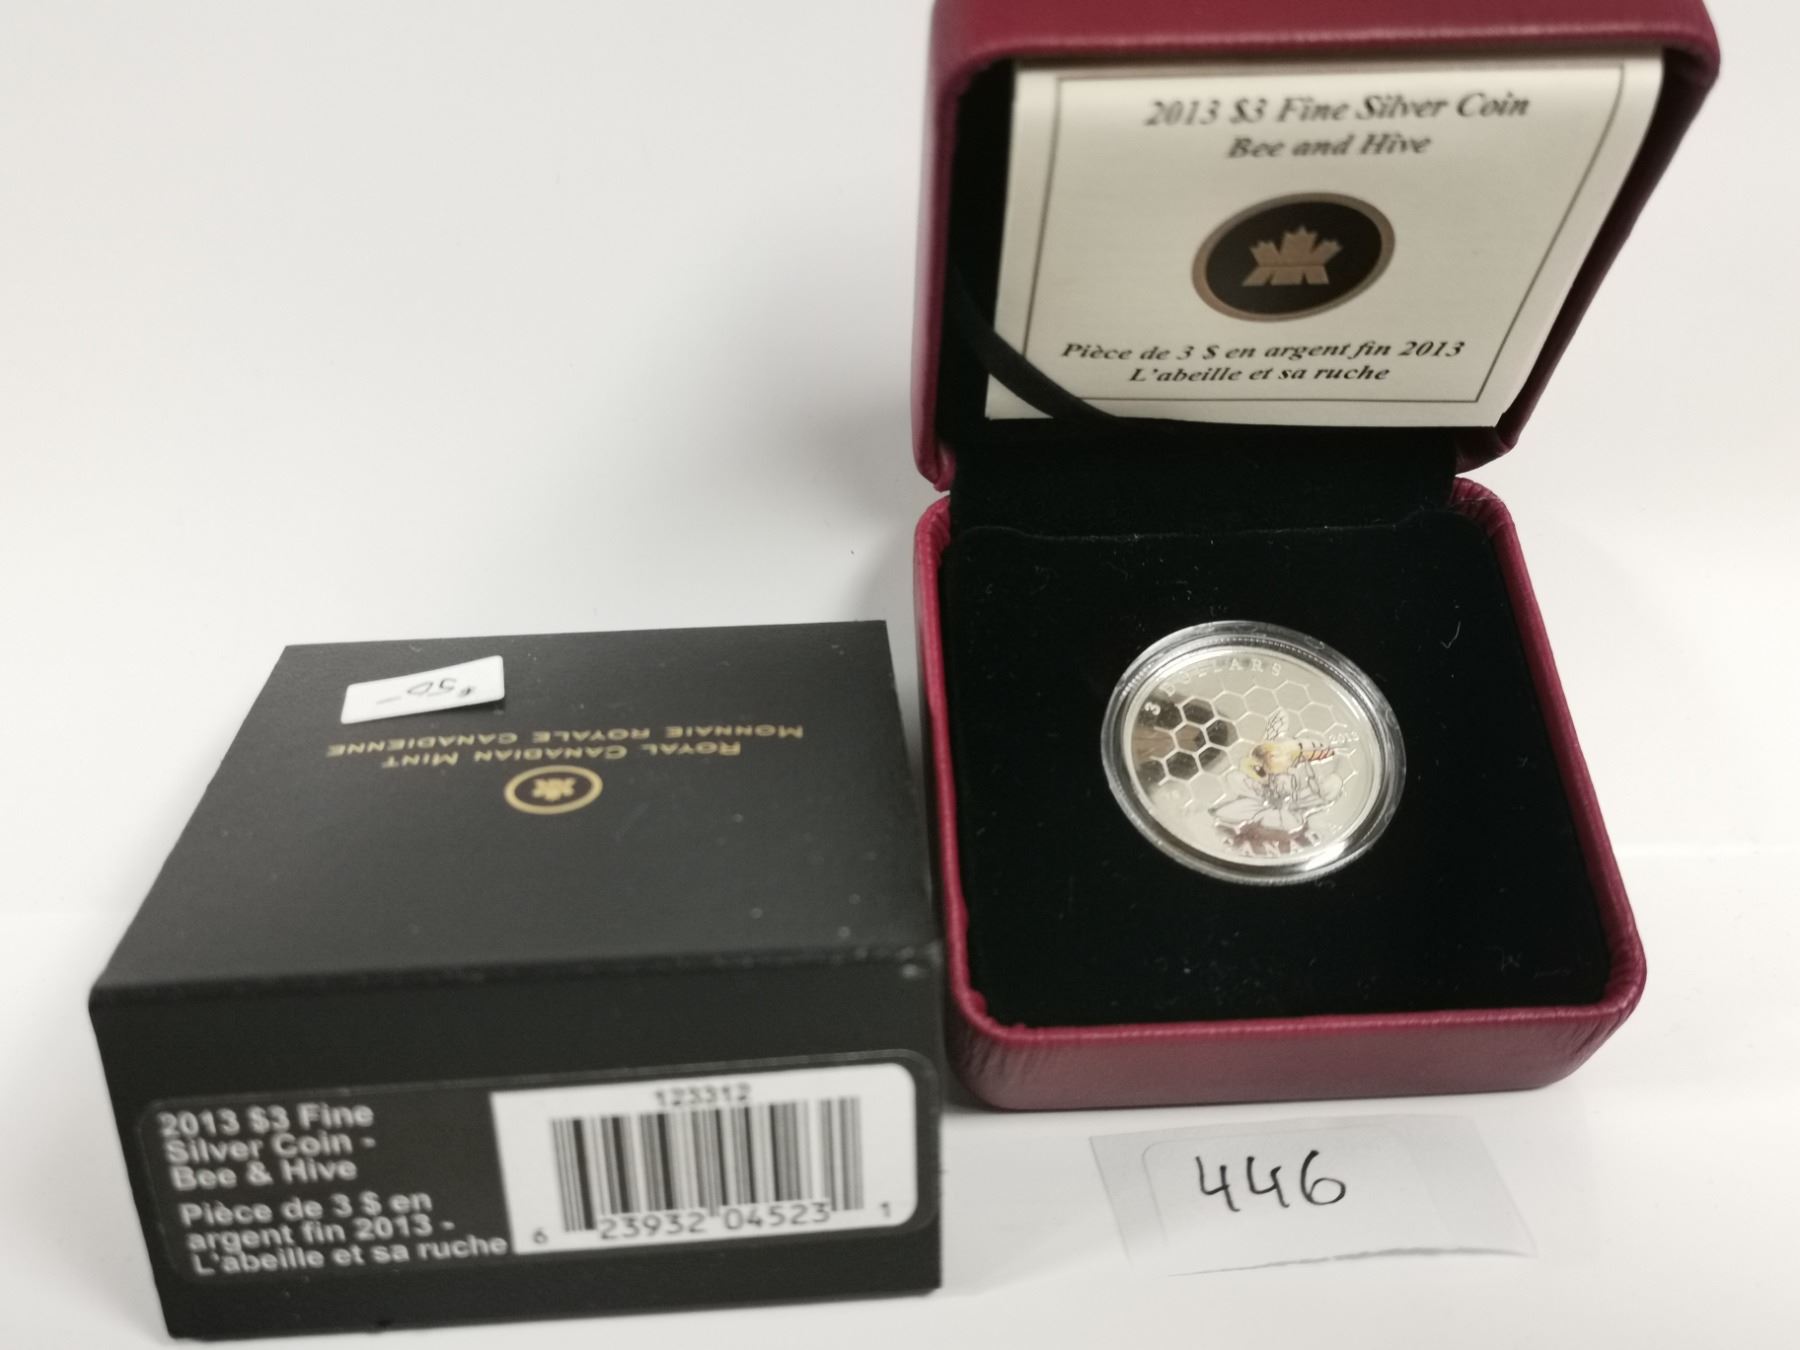 2013 $3 Fine Silver Coin
Bee and Hive
Pièce de 3 $ en argent fin 2013
L'abeille et sa ruche
3 DOLLARS
2013
CANADA
$50-
ROYAL CANADIAN MINT
MONNAIE ROYALE CANADIENNE
2013 $3 Fine
Silver Coin -
Bee & Hive
Pièce de 3 $ en
argent fin 2013 -
L'abeille et sa ruche
123312
6 23932 04523 1
446